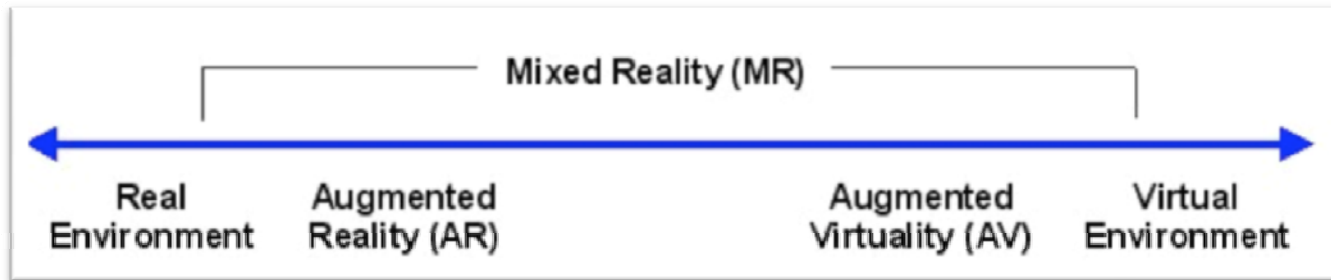 Mixed Reality (MR)
Real
Environment
Augmented
Reality (AR)
Augmented
Virtuality (AV)
Virtual
Environment